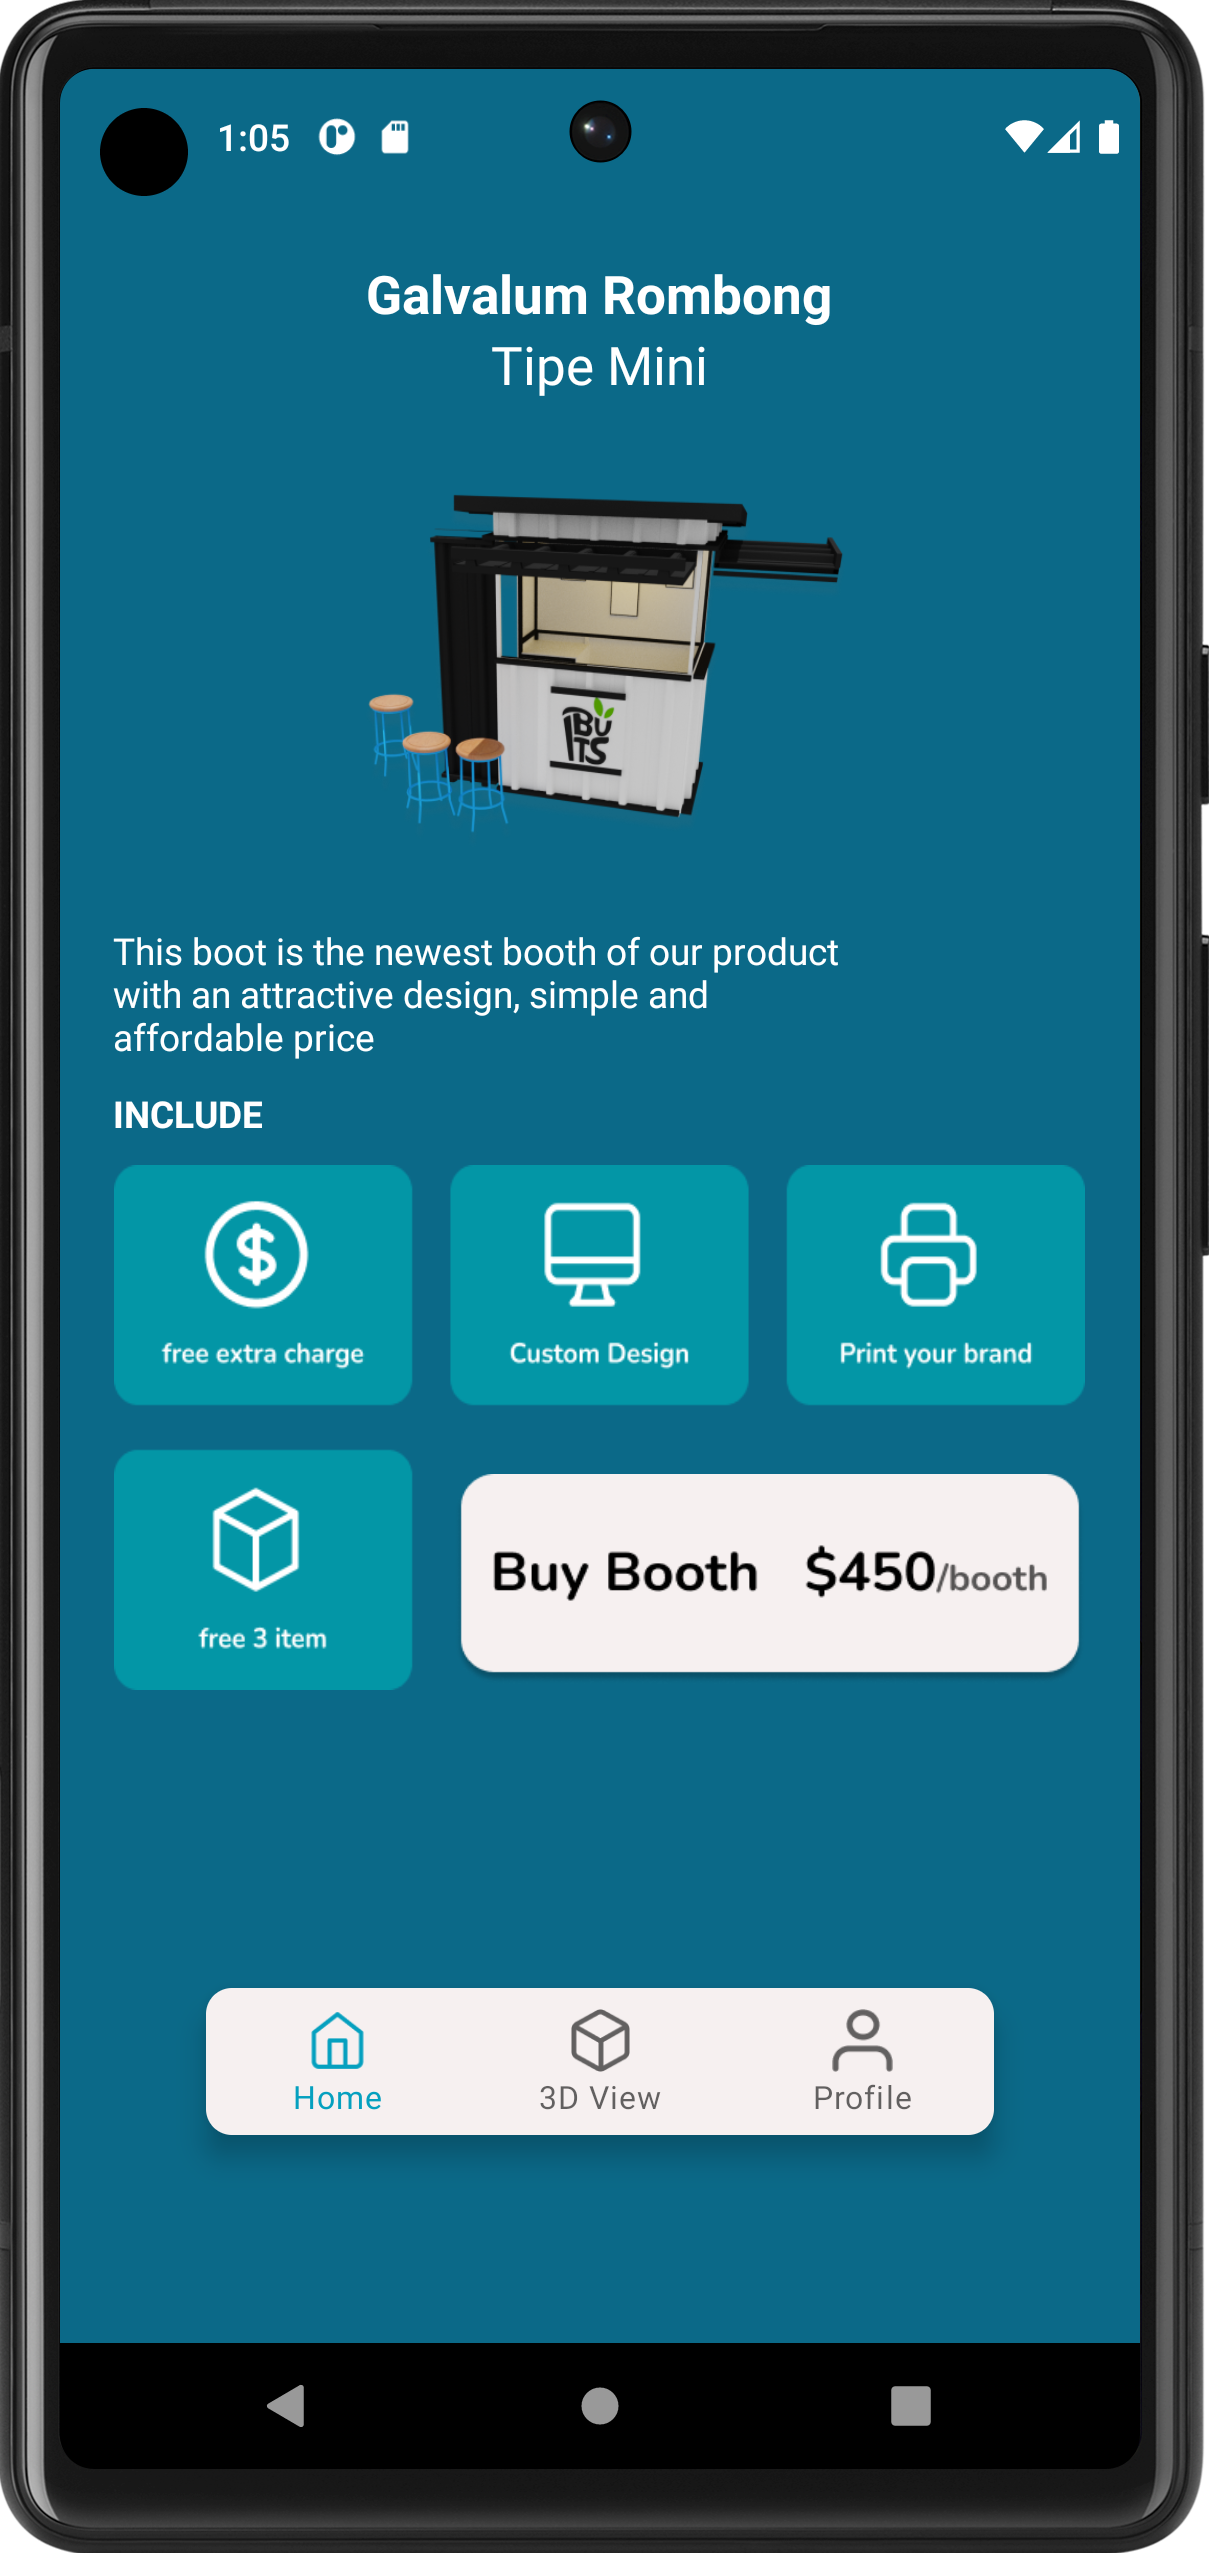 1:05
Galvalum Rombong
Tipe Mini
BU
TS
This boot is the newest booth of our product
with an attractive design, simple and
affordable price
INCLUDE
free extra charge
Custom Design
Print your brand
free 3 item
Buy Booth $450/booth
Home
3D View
Profile